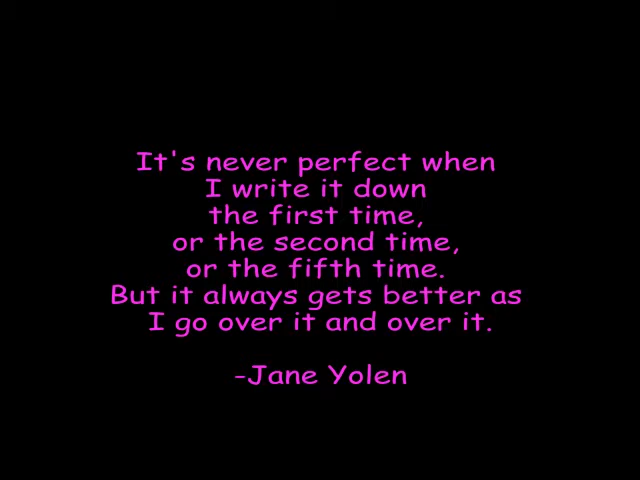 It's never perfect when
I write it down
the first time,
or the second time,
or the fifth time.
But it always gets better as
I go over it and over it.
-Jane Yolen